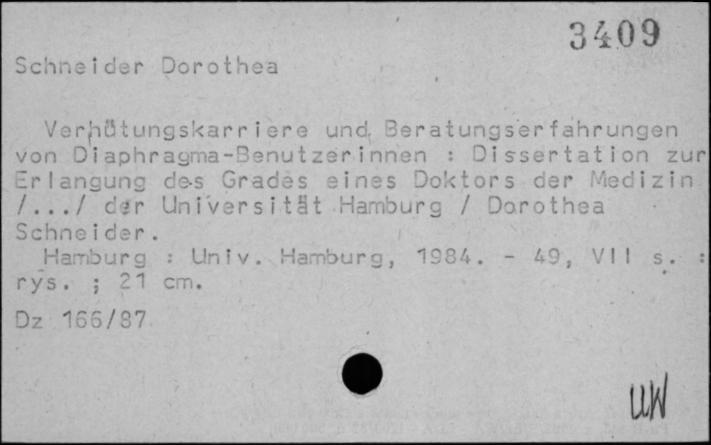 3409
Schneider Dorothea
Verhütungskarriere und Beratungserfahrungen
von Diaphragma-Benutzerinnen : Dissertation zur
Erlangung des Grades eines Doktors der Medizin
/.../ der Universität Hamburg / Dorothea
Schneider.
Hamburg : Univ. Hamburg, 1984. - 49, VII s. :
rys. ; 21 cm.
Dz 166/87
UW